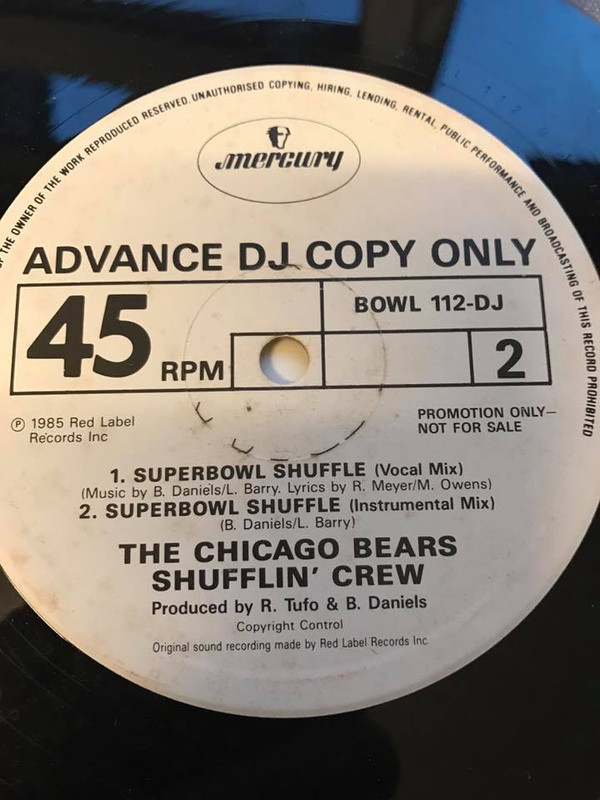 OF THE WORK REPRODUCED RESERVED. UNAUTHORISED COPYING, HIRING, LENDING, RENTAL, PUBLIC PERFORMANCE AND BROADCASTING OF THIS RECORD PROHIBITED
THE OWNER
mercury
ADVANCE DJ COPY ONLY
45 RPM
BOWL 112-DJ
2
℗ 1985 Red Label
Records Inc
PROMOTION ONLY—
NOT FOR SALE
1. SUPERBOWL SHUFFLE (Vocal Mix)
(Music by B. Daniels/L. Barry. Lyrics by R. Meyer/M. Owens)
2. SUPERBOWL SHUFFLE (Instrumental Mix)
(B. Daniels/L. Barry)
THE CHICAGO BEARS
SHUFFLIN' CREW
Produced by R. Tufo & B. Daniels
Copyright Control
Original sound recording made by Red Label Records Inc